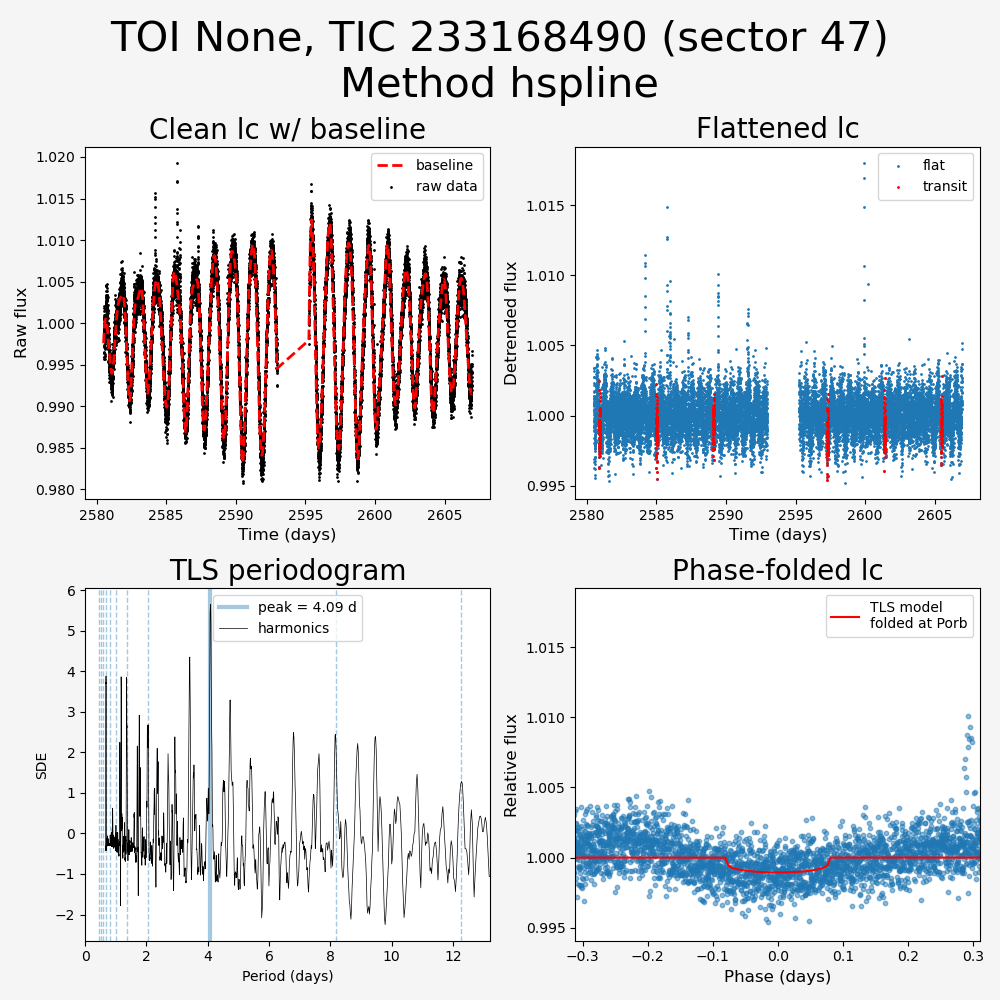 TOI None, TIC 233168490 (sector 47)
Method hspline
Clean lc w/ baseline
Raw flux
1.020
1.015
1.010
1.005
1.000
0.995
0.990
0.985
0.980
baseline
raw data
2580
2585
2590
2595
2600
2605
Time (days)
Flattened lc
Detrended flux
1.015
1.010
1.005
1.000
0.995
flat
transit
2580
2585
2590
2595
2600
2605
Time (days)
TLS periodogram
SDE
6
5
4
3
2
1
0
−1
−2
peak = 4.09 d
harmonics
0
2
4
6
8
10
12
Period (days)
Phase-folded lc
Relative flux
1.015
1.010
1.005
1.000
0.995
TLS model
folded at Porb
−0.3
−0.2
−0.1
0.0
0.1
0.2
0.3
Phase (days)